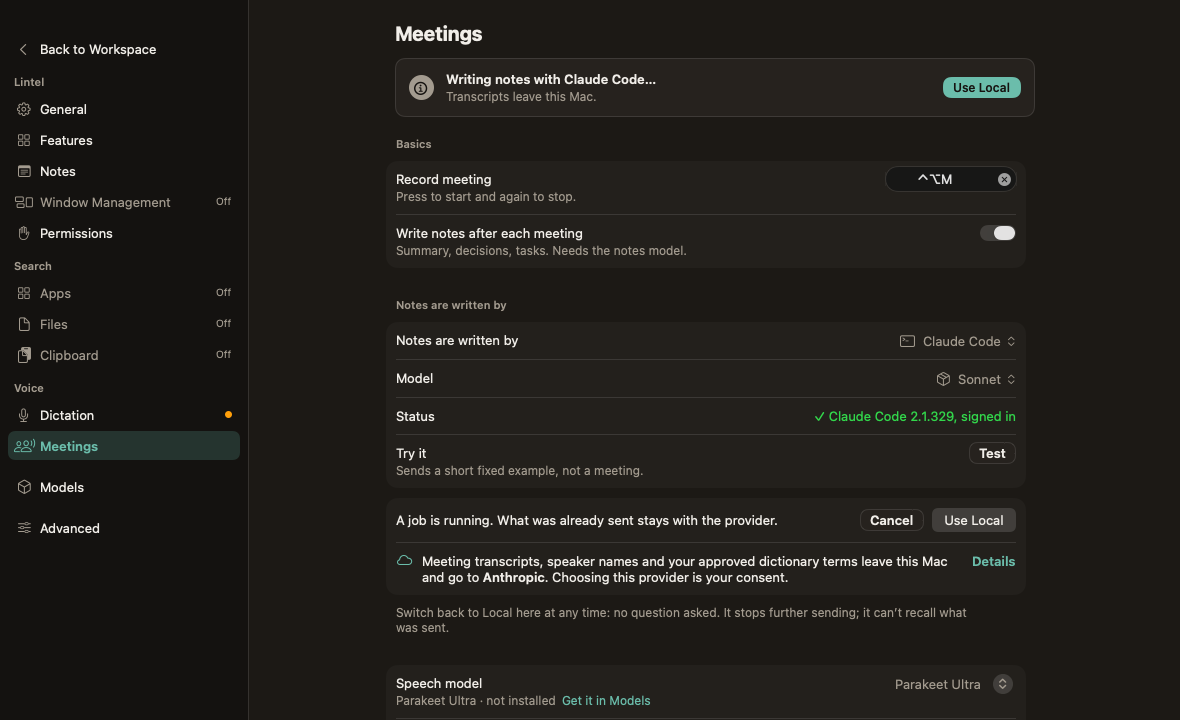 Back to Workspace
Lintel
General
Features
Notes
Window Management Off
Permissions
Search
Apps Off
Files Off
Clipboard Off
Voice
Dictation
Meetings
Models
Advanced
Meetings
Writing notes with Claude Code...
Transcripts leave this Mac.
Use Local
Basics
Record meeting
Press to start and again to stop.
⌃⌥M
Write notes after each meeting
Summary, decisions, tasks. Needs the notes model.
Notes are written by
Notes are written by Claude Code
Model Sonnet
Status ✓ Claude Code 2.1.329, signed in
Try it
Sends a short fixed example, not a meeting.
Test
A job is running. What was already sent stays with the provider. Cancel Use Local
Meeting transcripts, speaker names and your approved dictionary terms leave this Mac
and go to Anthropic. Choosing this provider is your consent.
Details
Switch back to Local here at any time: no question asked. It stops further sending; it can’t recall what
was sent.
Speech model
Parakeet Ultra · not installed Get it in Models
Parakeet Ultra